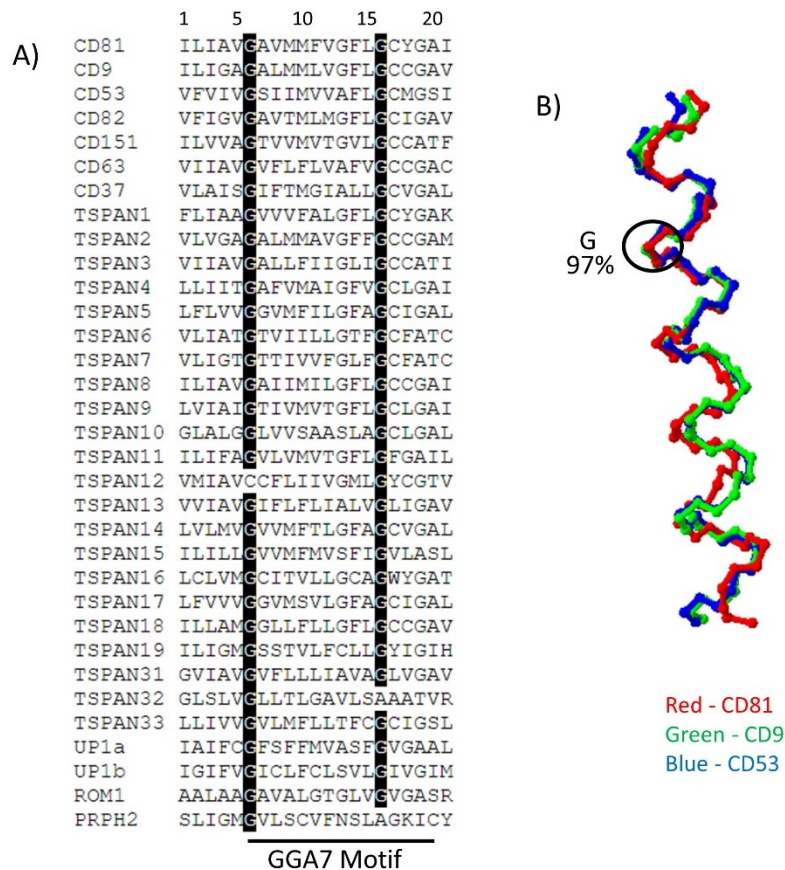 1 5 10 15 20
A)
CD81 ILIAVGAVMMFVGFLGCYGAI
CD9 ILIGAGALMMLVGFLGCCGAV
CD53 VFIVIGSIIMVVAFLGCMGSI
CD82 VFIGVGAVTMLMGFLGCIGAV
CD151 ILVVAGTVVMVTGVLGCCATF
CD63 VIIAVGVFLFLVAFVGCCGAC
CD37 VLAISGIFTMGIALLGCVGAL
TSPAN1 FLIAAGVVVFALGFLGCYGAK
TSPAN2 VLVGAGALMMAVGFFGCCGAM
TSPAN3 VIIAVGALLFIIGLIGCCATI
TSPAN4 LLIITGAFVMAIGFVGCLGAI
TSPAN5 LFLVVGGVMFILGFAGCIGAL
TSPAN6 VLIATGTVIILLGTFGCFATC
TSPAN7 VLIGTGTTIVVFGLFGCFATC
TSPAN8 ILIAVGAIIMILGFLGCCGAI
TSPAN9 LVIAIGTIVMVTGFLGCLGAI
TSPAN10 GLALGGLVVSAASLAGCLGAL
TSPAN11 ILIFAGVLVMVTGFLGFGAIL
TSPAN12 VMIAVCCFLIIVGMLGYCGTV
TSPAN13 VVIAVGIFLFLIALVGLIGAV
TSPAN14 LVLMVGVVMFTLGFAGCVGAL
TSPAN15 ILILLGVVMFMVSFIGVLASL
TSPAN16 LCLVMGCITVLLGCAGWYGAT
TSPAN17 LFVVVGGVMSVLGFAGCIGAL
TSPAN18 ILLAMGGLLFLLGFLGCCGAV
TSPAN19 ILIGMGSSTVLFCLLGYIGIH
TSPAN31 GVIAVGVFLLLIAVAGLVGAV
TSPAN32 GLSLVGLLTLGAVLSAAATVR
TSPAN33 LLIVVGVLMFLLTFCGCIGSL
UP1a IAIFCGFSFFMVASFGVGAAL
UP1b IGIFVGICLFCLSVLGIVGIM
ROM1 AALAAGAVALGTGLVGVGASR
PRPH2 SLIGMGVLSCVFNSLAGKICY
GGA7 Motif
B)
G
97%
Red - CD81
Green - CD9
Blue - CD53